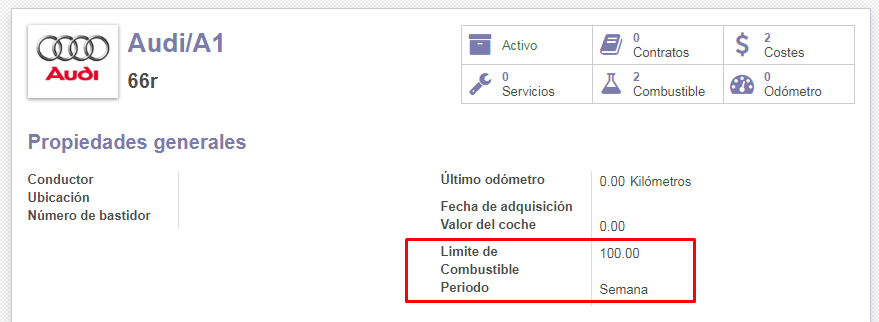 Audi
Audi/A1
66r
Activo
0
Contratos
2
Costes
0
Servicios
2
Combustible
0
Odómetro
Propiedades generales
Conductor
Ubicación
Número de bastidor
Último odómetro 0.00 Kilómetros
Fecha de adquisición
Valor del coche 0.00
Limite de 100.00
Combustible
Periodo Semana